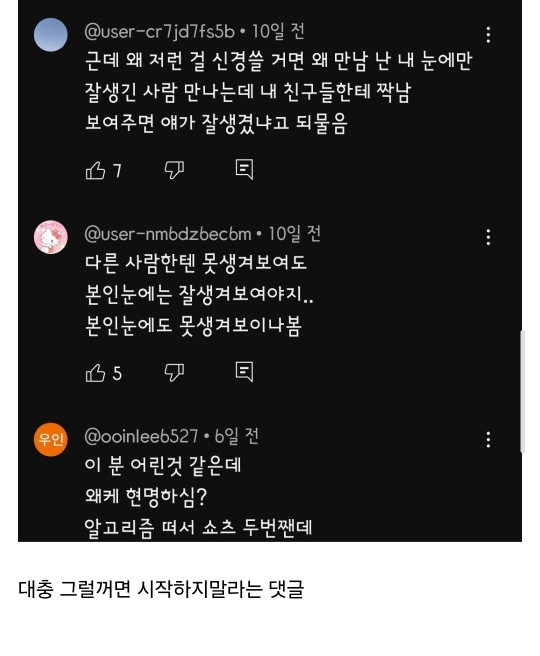 @user-cr7jd7fs5b • 10일 전
근데 왜 저런 걸 신경쓸 거면 왜 만남 난 내 눈에만
잘생긴 사람 만나는데 내 친구들한테 짝남
보여주면 얘가 잘생겼냐고 되물음
7
@user-nmbdzbecbm • 10일 전
다른 사람한텐 못생겨보여도
본인눈에는 잘생겨보여야지..
본인눈에도 못생겨보이나봄
5
우인
@ooinlee6527 • 6일 전
이 분 어린것 같은데
왜케 현명하심?
알고리즘 떠서 쇼츠 두번짼데
대충 그럴꺼면 시작하지말라는 댓글